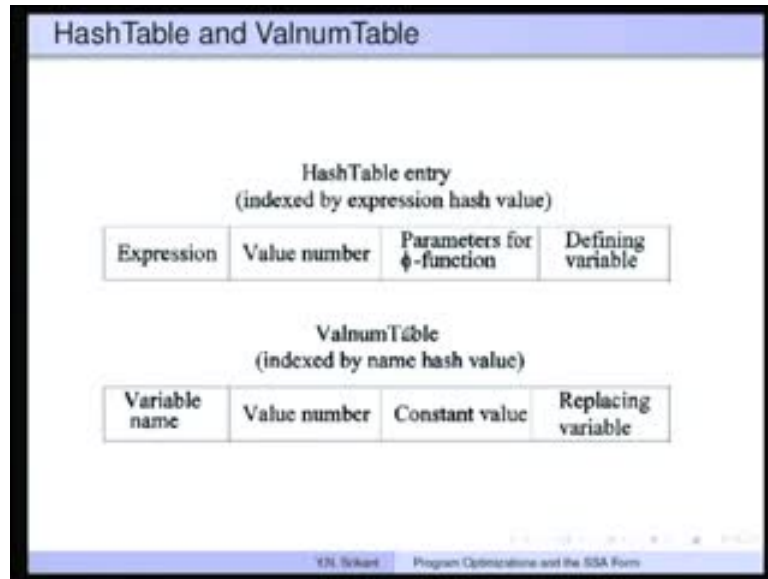 HashTable and ValnumTable
HashTable entry
(indexed by expression hash value)
Expression Value number Parameters for ϕ-function Defining variable
ValnumTable
(indexed by name hash value)
Variable name Value number Constant value Replacing variable
Y.N. Srikant Program Optimizations and the SSA Form